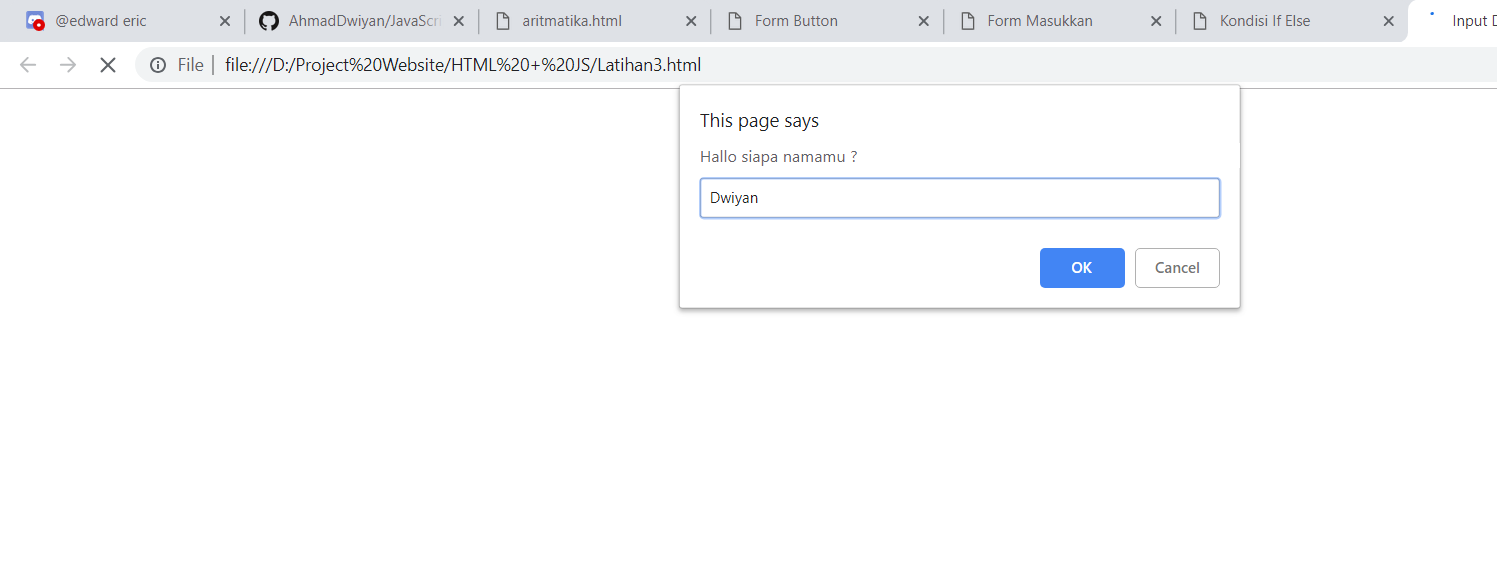 @edward eric
AhmadDwiyan/JavaScri
aritmatika.html
Form Button
Form Masukkan
Kondisi If Else
Input D
File
file:///D:/Project%20Website/HTML%20+%20JS/Latihan3.html
This page says
Hallo siapa namamu ?
Dwiyan
OK
Cancel